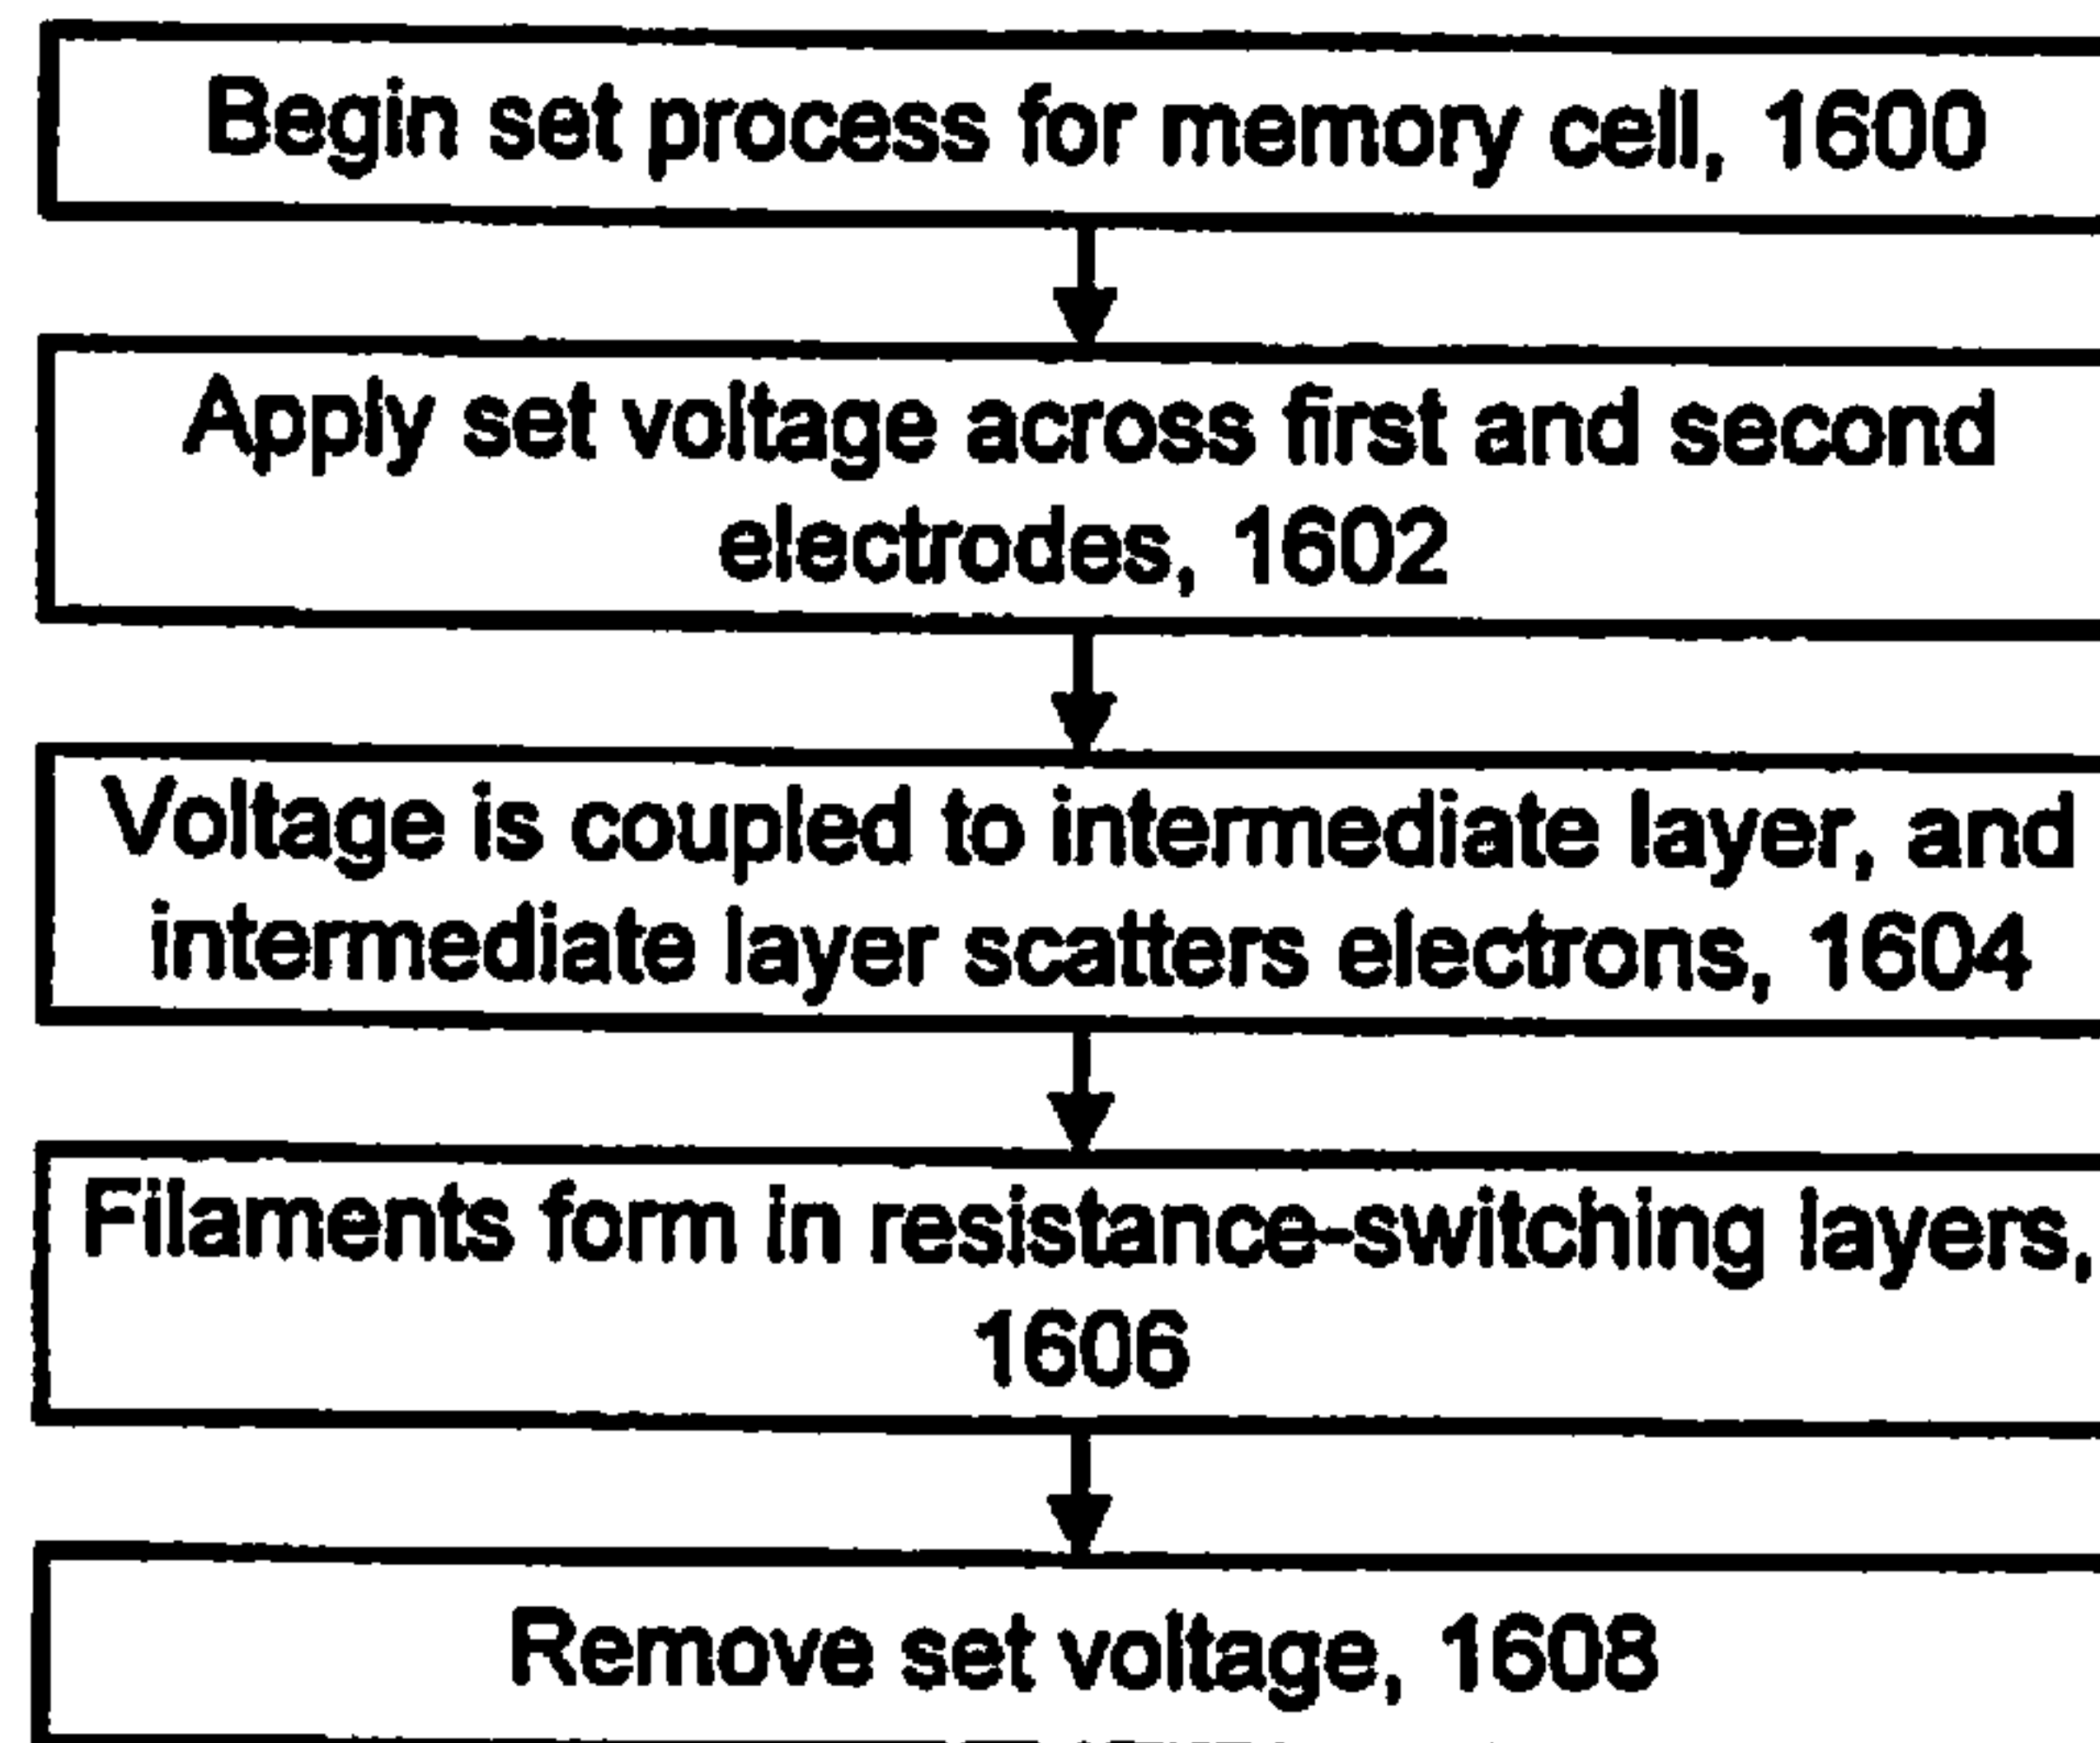 Begin set process for memory cell, 1600
Apply set voltage across first and second
electrodes, 1602
Voltage is coupled to intermediate layer, and
intermediate layer scatters electrons, 1604
Filaments form in resistance-switching layers,
1606
Remove set voltage, 1608